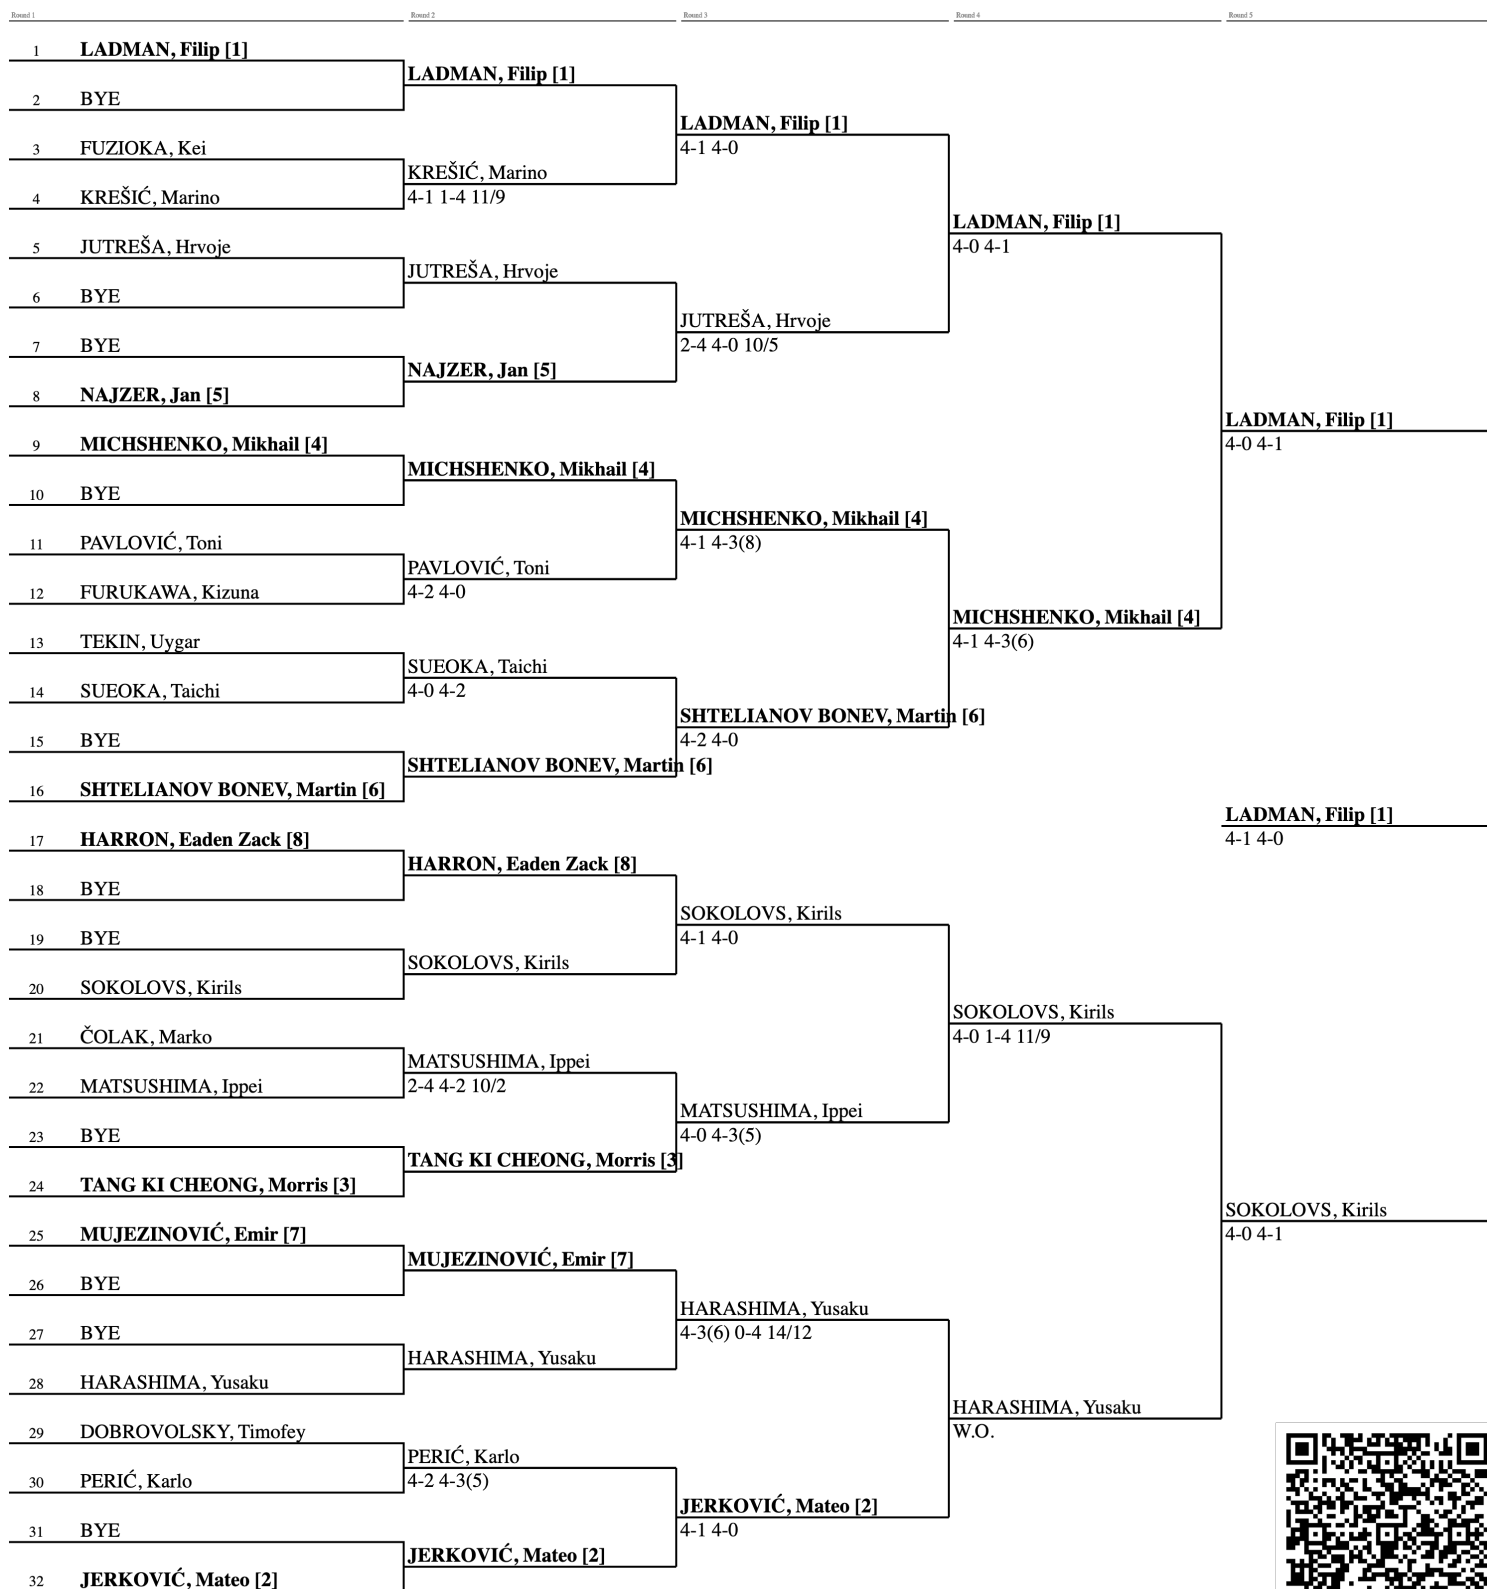 Round 1 Round 2 Round 3 Round 4 Round 5
1 LADMAN, Filip [1]
LADMAN, Filip [1]
2 BYE
LADMAN, Filip [1]
4-1 4-0
3 FUZIOKA, Kei
KREŠIĆ, Marino
4 KREŠIĆ, Marino
4-1 1-4 11/9
LADMAN, Filip [1]
4-0 4-1
5 JUTREŠA, Hrvoje
JUTREŠA, Hrvoje
6 BYE
JUTREŠA, Hrvoje
2-4 4-0 10/5
7 BYE
NAJZER, Jan [5]
8 NAJZER, Jan [5]
LADMAN, Filip [1]
4-0 4-1
9 MICHSHENKO, Mikhail [4]
MICHSHENKO, Mikhail [4]
10 BYE
MICHSHENKO, Mikhail [4]
4-1 4-3(8)
11 PAVLOVIĆ, Toni
PAVLOVIĆ, Toni
12 FURUKAWA, Kizuna
4-2 4-0
MICHSHENKO, Mikhail [4]
4-1 4-3(6)
13 TEKIN, Uygar
SUEOKA, Taichi
14 SUEOKA, Taichi
4-0 4-2
SHTELIANOV BONEV, Martin [6]
4-2 4-0
15 BYE
SHTELIANOV BONEV, Martin [6]
16 SHTELIANOV BONEV, Martin [6]
LADMAN, Filip [1]
4-1 4-0
17 HARRON, Eaden Zack [8]
HARRON, Eaden Zack [8]
18 BYE
SOKOLOVS, Kirils
4-1 4-0
19 BYE
SOKOLOVS, Kirils
20 SOKOLOVS, Kirils
SOKOLOVS, Kirils
4-0 1-4 11/9
21 ČOLAK, Marko
MATSUSHIMA, Ippei
22 MATSUSHIMA, Ippei
2-4 4-2 10/2
MATSUSHIMA, Ippei
4-0 4-3(5)
23 BYE
TANG KI CHEONG, Morris [3]
24 TANG KI CHEONG, Morris [3]
SOKOLOVS, Kirils
4-0 4-1
25 MUJEZINOVIĆ, Emir [7]
MUJEZINOVIĆ, Emir [7]
26 BYE
HARASHIMA, Yusaku
4-3(6) 0-4 14/12
27 BYE
HARASHIMA, Yusaku
28 HARASHIMA, Yusaku
HARASHIMA, Yusaku
W.O.
29 DOBROVOLSKY, Timofey
PERIĆ, Karlo
30 PERIĆ, Karlo
4-2 4-3(5)
JERKOVIĆ, Mateo [2]
4-1 4-0
31 BYE
JERKOVIĆ, Mateo [2]
32 JERKOVIĆ, Mateo [2]